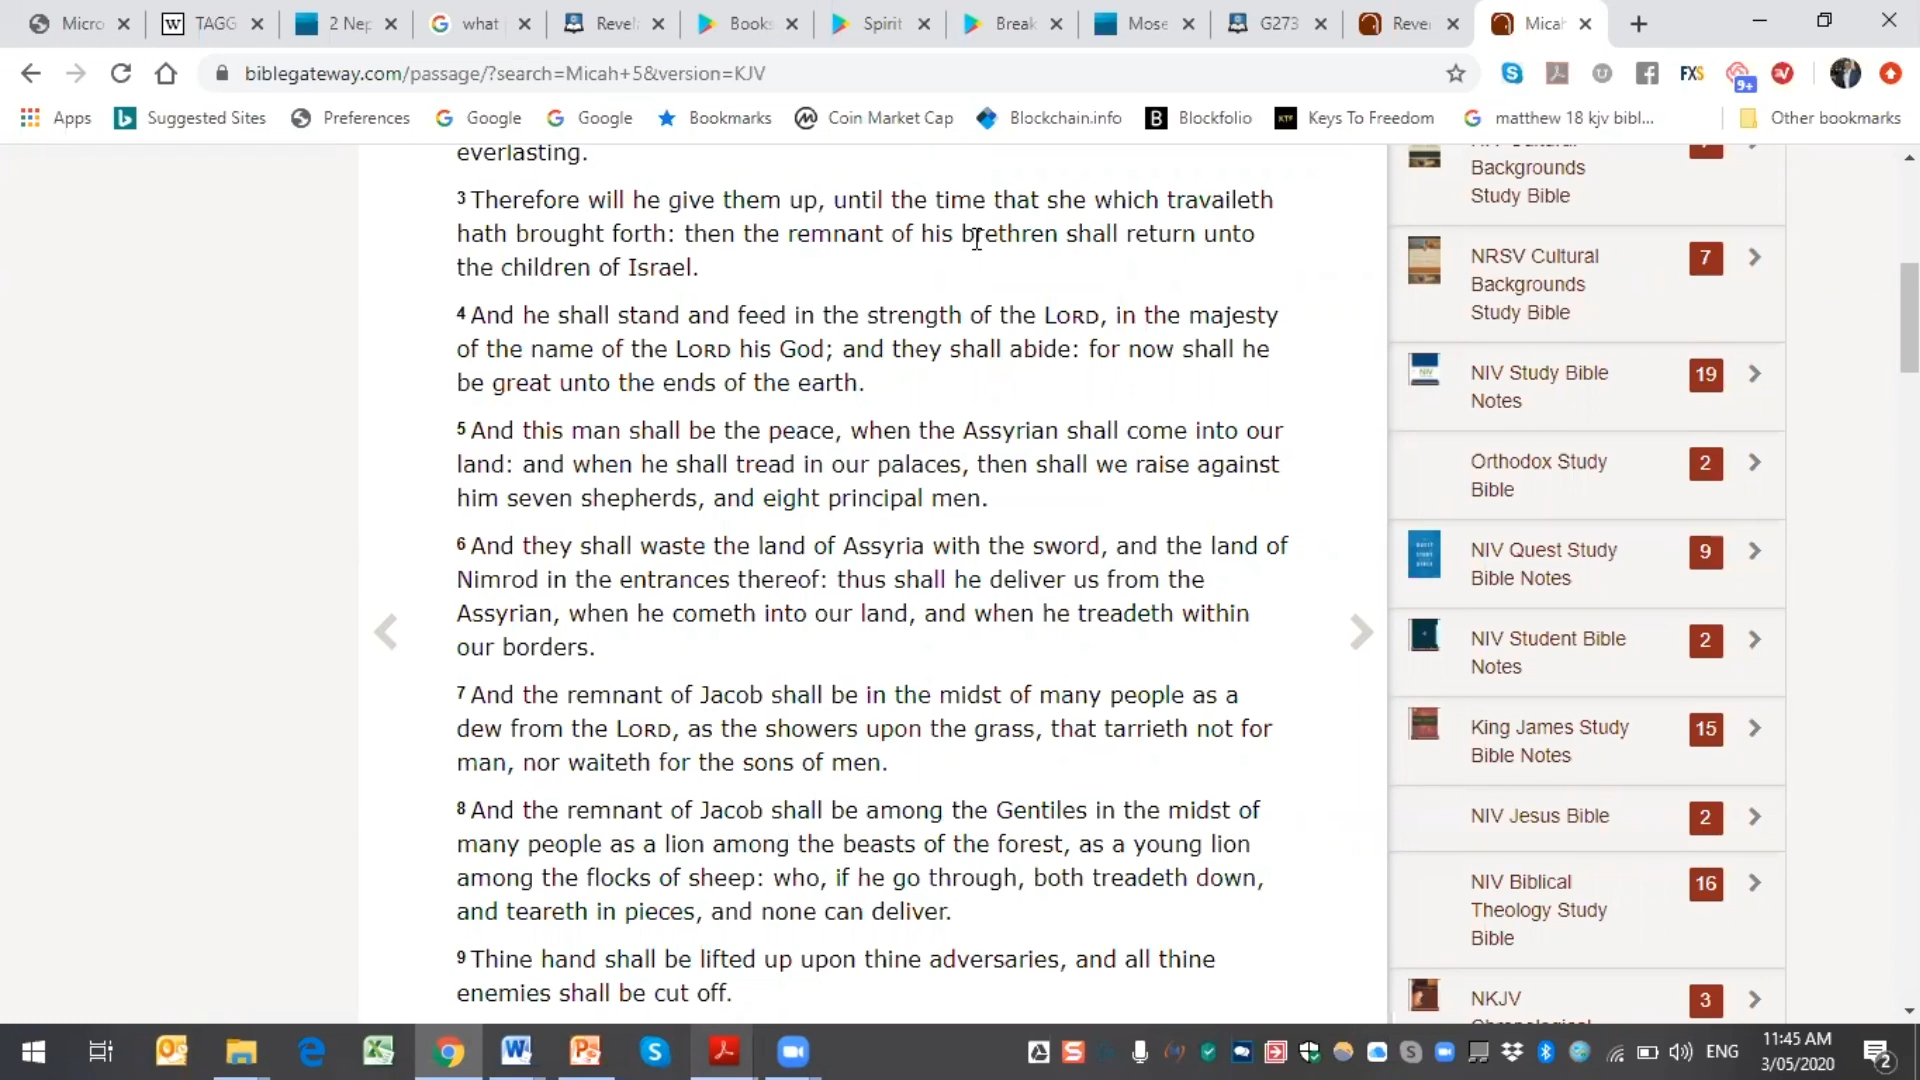 Micro
TAGG
2 Nep
what
Revel
Books
Spirit
Break
Mose
G273
Reve
Micah
biblegateway.com/passage/?search=Micah+5&version=KJV
FXS
9+
Apps
Suggested Sites
Preferences
Google
Google
Bookmarks
Coin Market Cap
Blockchain.info
Blockfolio
KTF
Keys To Freedom
matthew 18 kjv bibl...
Other bookmarks
everlasting.
3 Therefore will he give them up, until the time that she which travaileth
hath brought forth: then the remnant of his brethren shall return unto
the children of Israel.
4 And he shall stand and feed in the strength of the LORD, in the majesty
of the name of the LORD his God; and they shall abide: for now shall he
be great unto the ends of the earth.
5 And this man shall be the peace, when the Assyrian shall come into our
land: and when he shall tread in our palaces, then shall we raise against
him seven shepherds, and eight principal men.
6 And they shall waste the land of Assyria with the sword, and the land of
Nimrod in the entrances thereof: thus shall he deliver us from the
Assyrian, when he cometh into our land, and when he treadeth within
our borders.
7 And the remnant of Jacob shall be in the midst of many people as a
dew from the LORD, as the showers upon the grass, that tarrieth not for
man, nor waiteth for the sons of men.
8 And the remnant of Jacob shall be among the Gentiles in the midst of
many people as a lion among the beasts of the forest, as a young lion
among the flocks of sheep: who, if he go through, both treadeth down,
and teareth in pieces, and none can deliver.
9 Thine hand shall be lifted up upon thine adversaries, and all thine
enemies shall be cut off.
Backgrounds
Study Bible
NRSV Cultural
Backgrounds
Study Bible
7
NIV Study Bible
Notes
19
Orthodox Study
Bible
2
NIV Quest Study
Bible Notes
9
NIV Student Bible
Notes
2
King James Study
Bible Notes
15
NIV Jesus Bible
2
NIV Biblical
Theology Study
Bible
16
NKJV
3
ENG
11:45 AM
3/05/2020
2